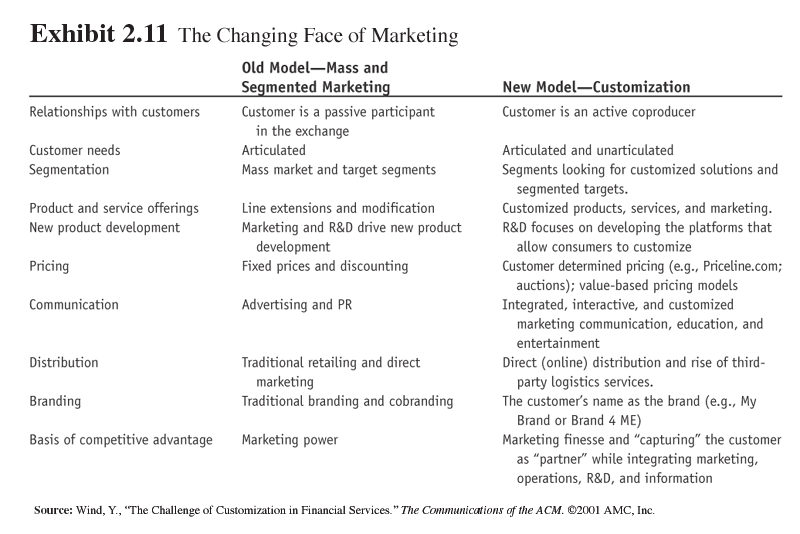 Exhibit 2.11 The Changing Face of Marketing
Old Model—Mass and
Segmented Marketing New Model—Customization
Relationships with customers Customer is a passive participant Customer is an active coproducer
in the exchange
Customer needs Articulated Articulated and unarticulated
Segmentation Mass market and target segments Segments looking for customized solutions and
segmented targets.
Product and service offerings Line extensions and modification Customized products, services, and marketing.
New product development Marketing and R&D drive new product R&D focuses on developing the platforms that
development allow consumers to customize
Pricing Fixed prices and discounting Customer determined pricing (e.g., Priceline.com;
auctions); value-based pricing models
Communication Advertising and PR Integrated, interactive, and customized
marketing communication, education, and
entertainment
Distribution Traditional retailing and direct Direct (online) distribution and rise of third-
marketing party logistics services.
Branding Traditional branding and cobranding The customer's name as the brand (e.g., My
Brand or Brand 4 ME)
Basis of competitive advantage Marketing power Marketing finesse and “capturing” the customer
as “partner” while integrating marketing,
operations, R&D, and information
Source: Wind, Y., “The Challenge of Customization in Financial Services.” The Communications of the ACM. ©2001 AMC, Inc.